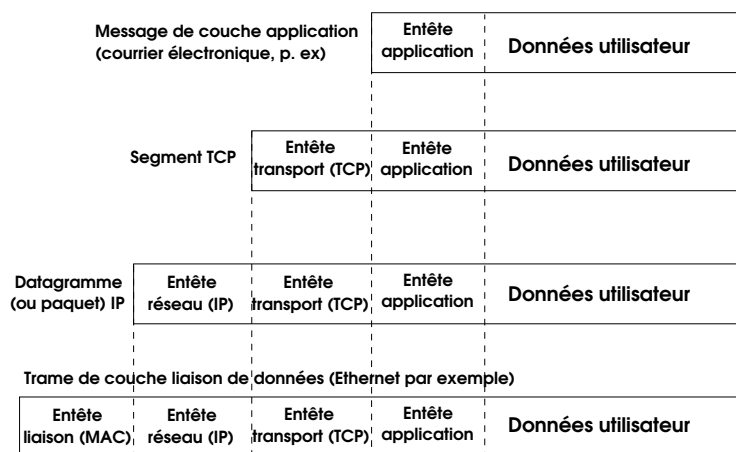 Message de couche application
(courrier électronique, p. ex)
Entête
application
Données utilisateur
Segment TCP
Entête
transport (TCP)
Entête
application
Données utilisateur
Datagramme
(ou paquet) IP
Entête
réseau (IP)
Entête
transport (TCP)
Entête
application
Données utilisateur
Trame de couche liaison de données (Ethernet par exemple)
Entête
liaison (MAC)
Entête
réseau (IP)
Entête
transport (TCP)
Entête
application
Données utilisateur